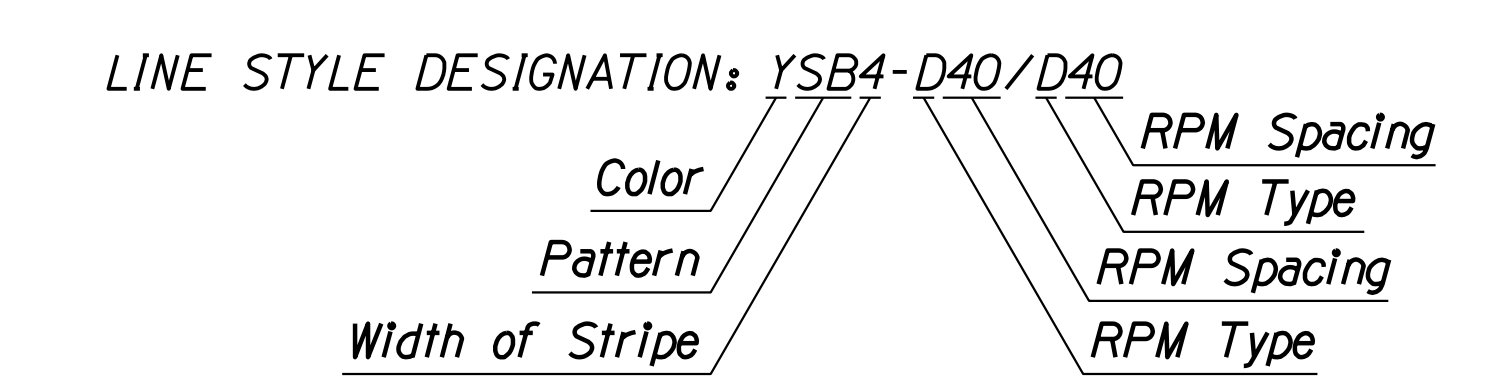 LINE STYLE DESIGNATION: YSB4-D40/D40
RPM Spacing
Color
RPM Type
Pattern
RPM Spacing
Width of Stripe
RPM Type